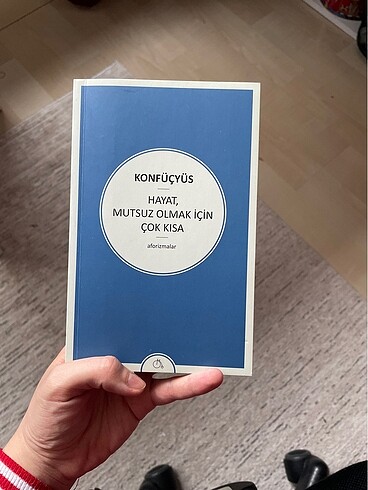 KONFÜÇYÜS
HAYAT,
MUTSUZ OLMAK İÇİN
ÇOK KISA
aforizmalar